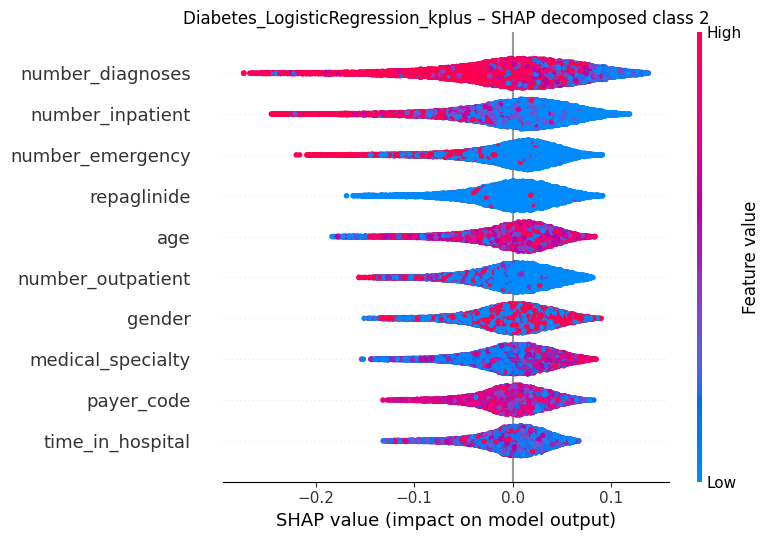 Diabetes_LogisticRegression_kplus – SHAP decomposed class 2
High
number_diagnoses
number_inpatient
number_emergency
repaglinide
age
number_outpatient
gender
medical_specialty
payer_code
time_in_hospital
Feature value
Low
−0.2 −0.1 0.0 0.1
SHAP value (impact on model output)